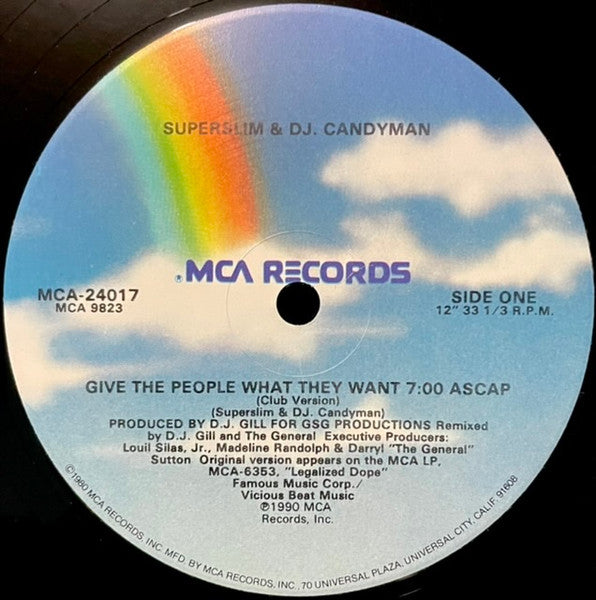 SUPERSLIM & DJ. CANDYMAN
®MCA RECORDS
MCA-24017
MCA 9823
SIDE ONE
12" 33 1/3 R.P.M.
GIVE THE PEOPLE WHAT THEY WANT 7:00 ASCAP
(Club Version)
(Superslim & DJ. Candyman)
PRODUCED BY D.J. GILL FOR GSG PRODUCTIONS Remixed
by D.J. Gill and The General Executive Producers:
Louil Silas, Jr., Madeline Randolph & Darryl "The General"
Sutton Original version appears on the MCA LP,
MCA-6353, "Legalized Dope"
Famous Music Corp./
Vicious Beat Music
℗1990 MCA
Records, Inc.
©1980 MCA RECORDS, INC. MFD. BY MCA RECORDS, INC., 70 UNIVERSAL PLAZA, UNIVERSAL CITY, CALIF. 91608